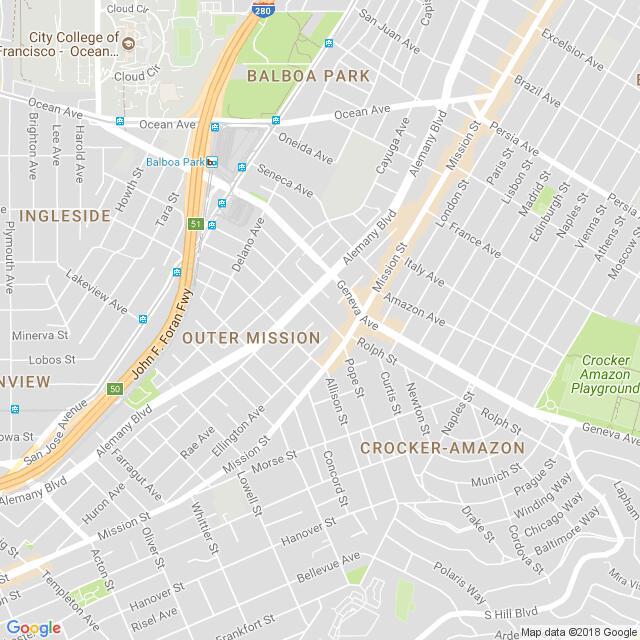 280
City College of
Francisco - Ocean...
Cloud Cir
Cloud Cir
San Juan Ave
Excelsior Ave
BALBOA PARK
Brazil Ave
Ocean Ave
Ocean Ave
Ocean Ave
Persia Ave
Persia Ave
Brighton Ave
Lee Ave
Harold Ave
Oneida Ave
Cayuga Ave
Alemany Blvd
Mission St
Balboa Park
Seneca Ave
Paris St
Lisbon St
Madrid St
Edinburgh St
Naples St
Vienna St
Athens St
Moscow St
Howth St
Tara St
London St
INGLESIDE
51
Plymouth Ave
Delano Ave
Alemany Blvd
Mission St
France Ave
Italy Ave
Lakeview Ave
Geneva Ave
Amazon Ave
Minerva St
Lobos St
John F. Foran Fwy
OUTER MISSION
Rolph St
Crocker
Amazon
Playground
NVIEW
50
Pope St
Allison St
Curtis St
Newton St
Naples St
Rolph St
Geneva Ave
San Jose Avenue
Alemany Blvd
Rae Ave
Ellington Ave
Mission St
Morse St
CROCKER-AMAZON
Farragut Ave
Huron Ave
Alemany Blvd
Lowell St
Concord St
Munich St
Prague St
Winding Way
Chicago Way
Baltimore Way
Cordova St
Drake St
Mission St
Whittier St
Oliver St
Acton St
Hanover St
Bellevue Ave
Polaris Way
Templeton Ave
Hanover St
Risel Ave
Frankfort St
S Hill Blvd
Google
Map data ©2018 Google